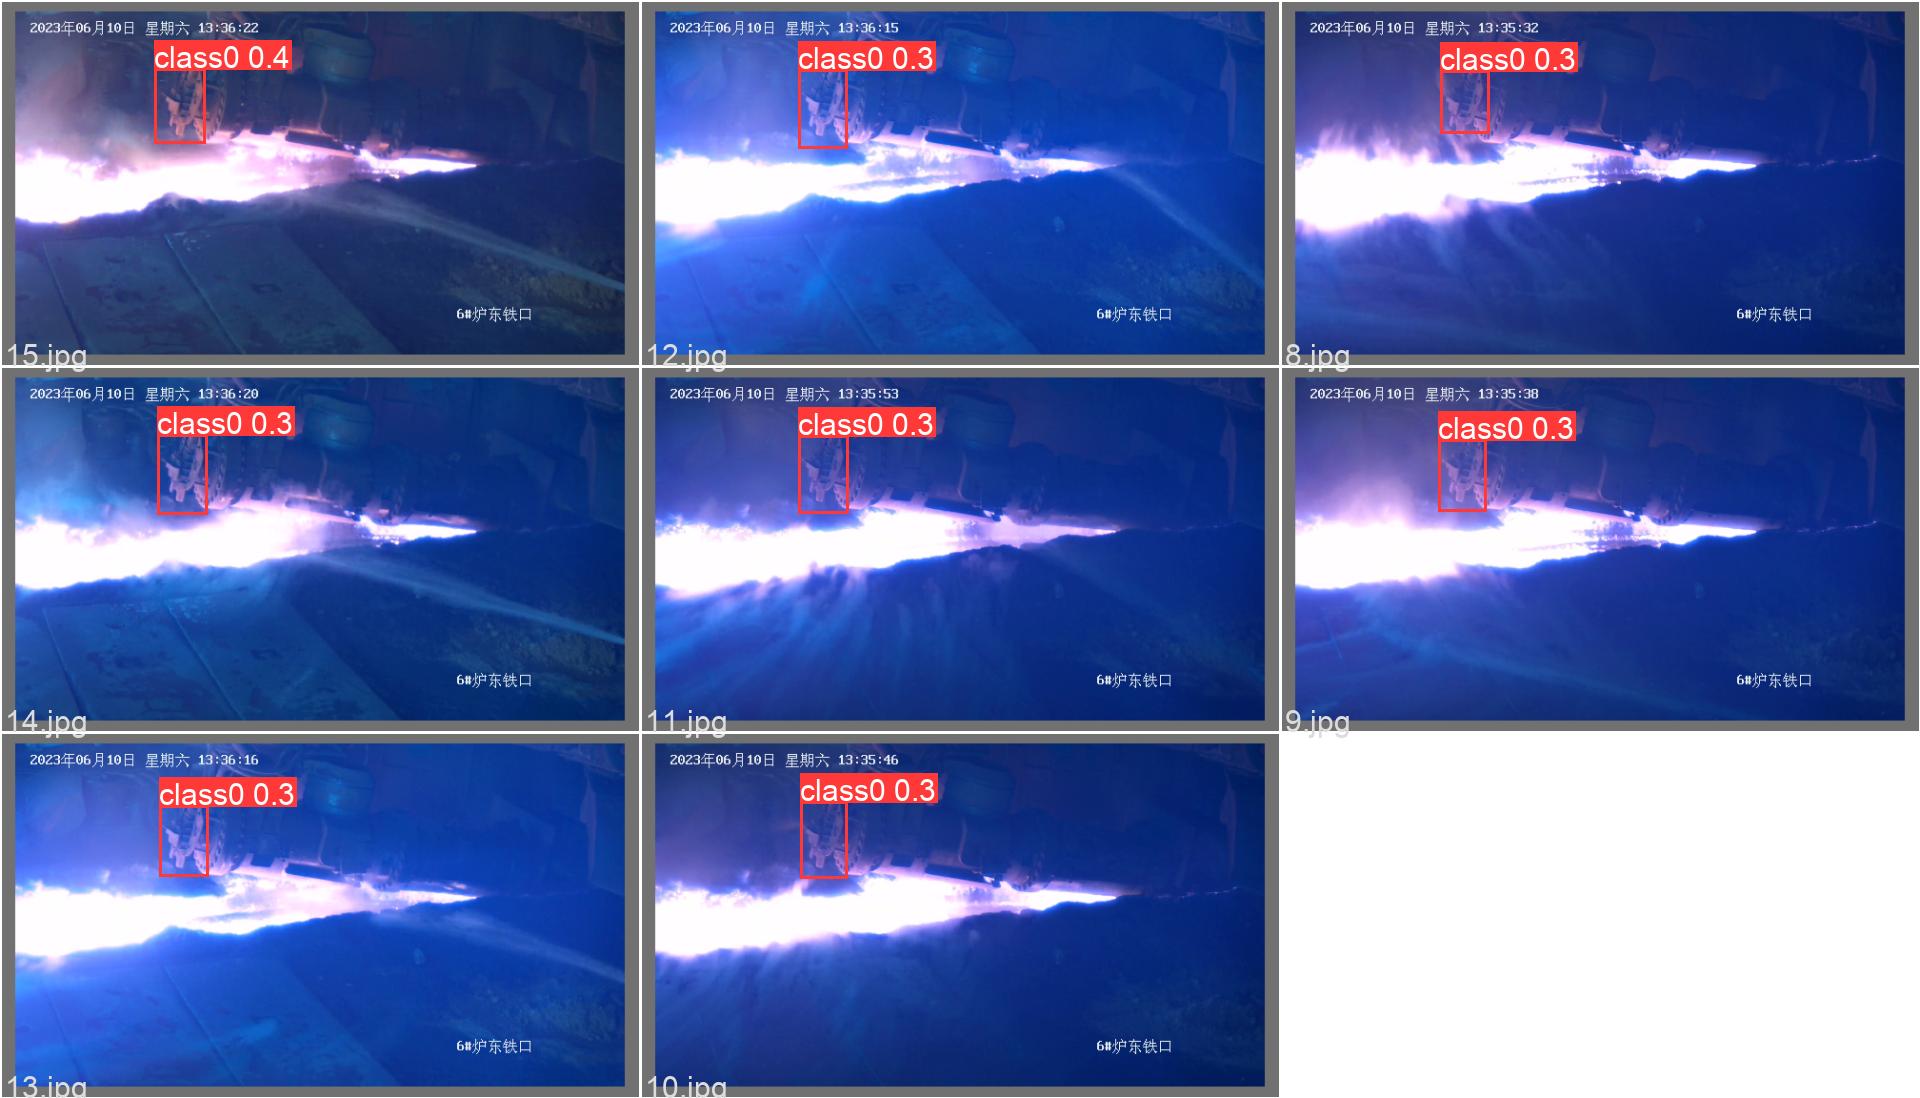 2023年06月10日 星期六 13:36:22
class0 0.4
6#炉东铁口
15.jpg
2023年06月10日 星期六 13:36:15
class0 0.3
6#炉东铁口
12.jpg
2023年06月10日 星期六 13:35:32
class0 0.3
6#炉东铁口
8.jpg
2023年06月10日 星期六 13:36:20
class0 0.3
6#炉东铁口
14.jpg
2023年06月10日 星期六 13:35:53
class0 0.3
6#炉东铁口
11.jpg
2023年06月10日 星期六 13:35:38
class0 0.3
6#炉东铁口
9.jpg
2023年06月10日 星期六 13:36:16
class0 0.3
6#炉东铁口
13.jpg
2023年06月10日 星期六 13:35:46
class0 0.3
6#炉东铁口
10.jpg